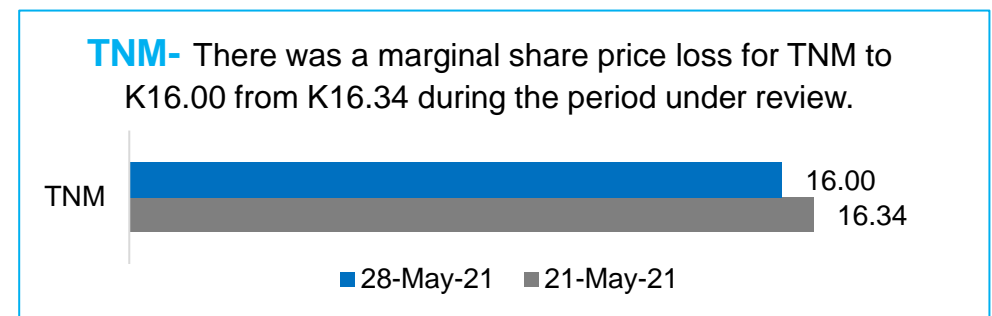 TNM- There was a marginal share price loss for TNM to
K16.00 from K16.34 during the period under review.
TNM
16.00
16.34
28-May-21 21-May-21